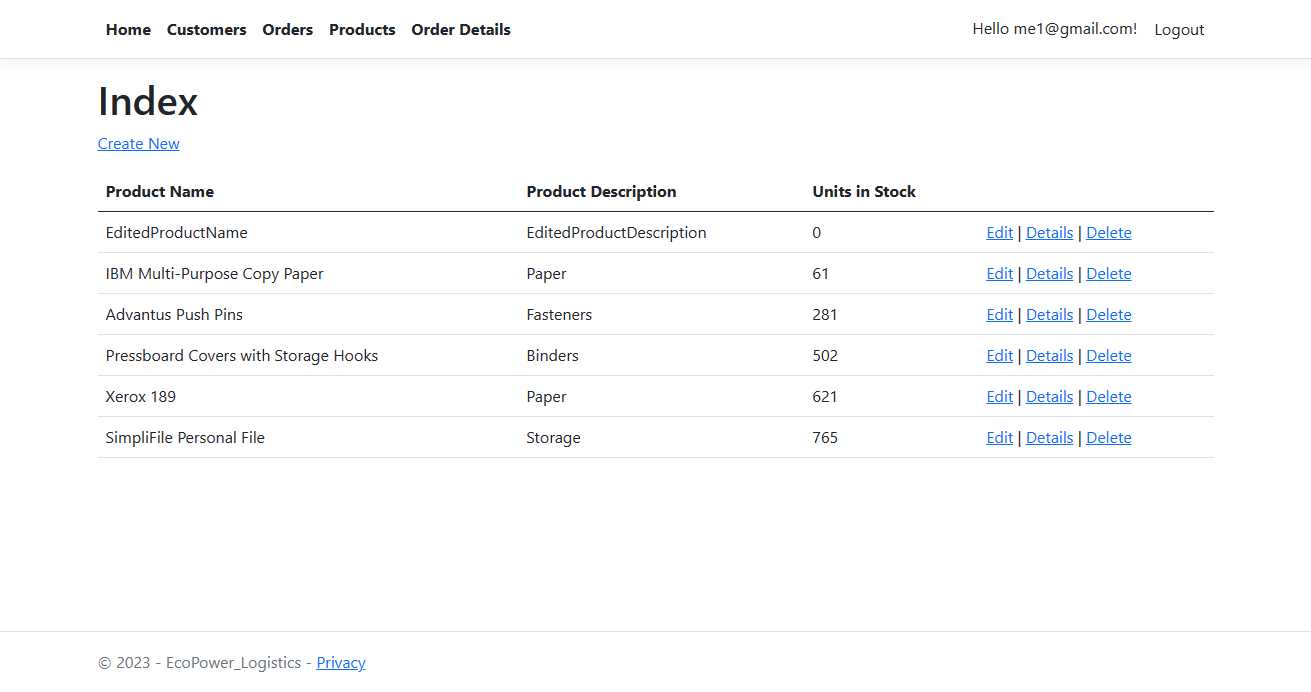 Home Customers Orders Products Order Details Hello me1@gmail.com! Logout
Index
Create New
Product Name Product Description Units in Stock
EditedProductName EditedProductDescription 0 Edit | Details | Delete
IBM Multi-Purpose Copy Paper Paper 61 Edit | Details | Delete
Advantus Push Pins Fasteners 281 Edit | Details | Delete
Pressboard Covers with Storage Hooks Binders 502 Edit | Details | Delete
Xerox 189 Paper 621 Edit | Details | Delete
SimpliFile Personal File Storage 765 Edit | Details | Delete
© 2023 - EcoPower_Logistics - Privacy